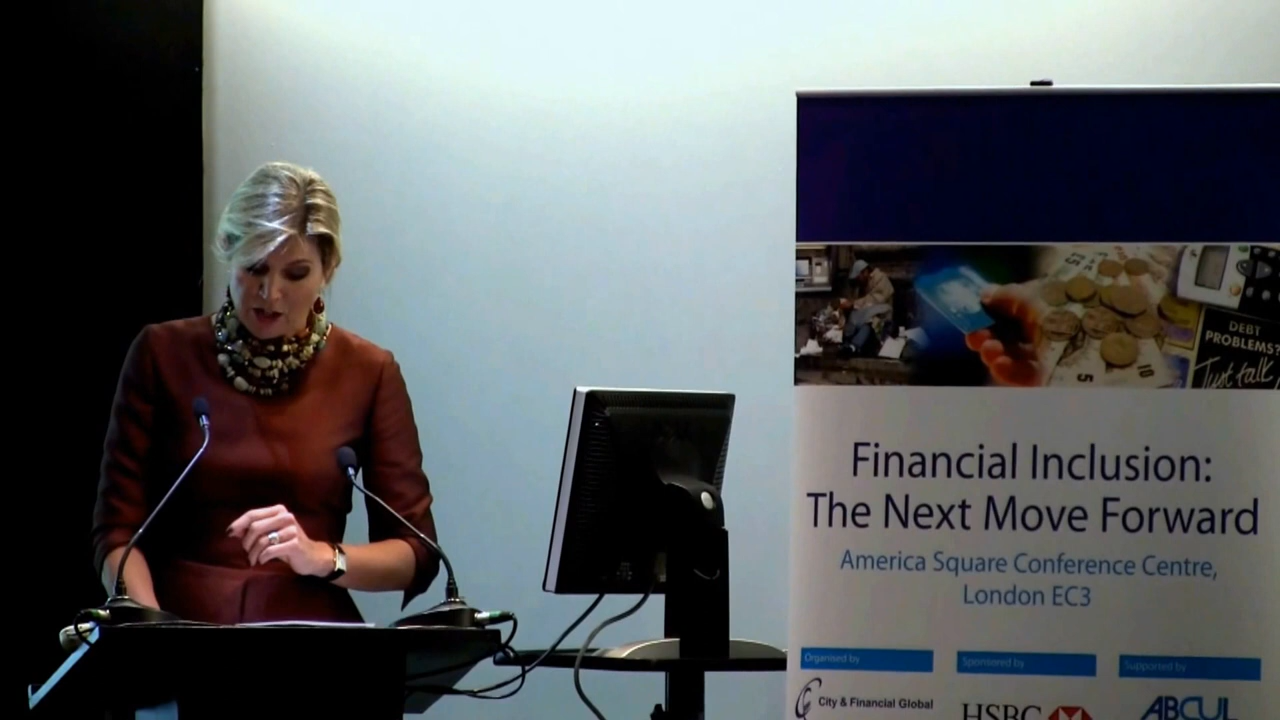 DEBT
PROBLEMS?
Just talk
Financial Inclusion:
The Next Move Forward
America Square Conference Centre,
London EC3
Organised by
Sponsored by
Supported by
City & Financial Global
HSBC
ABCUL